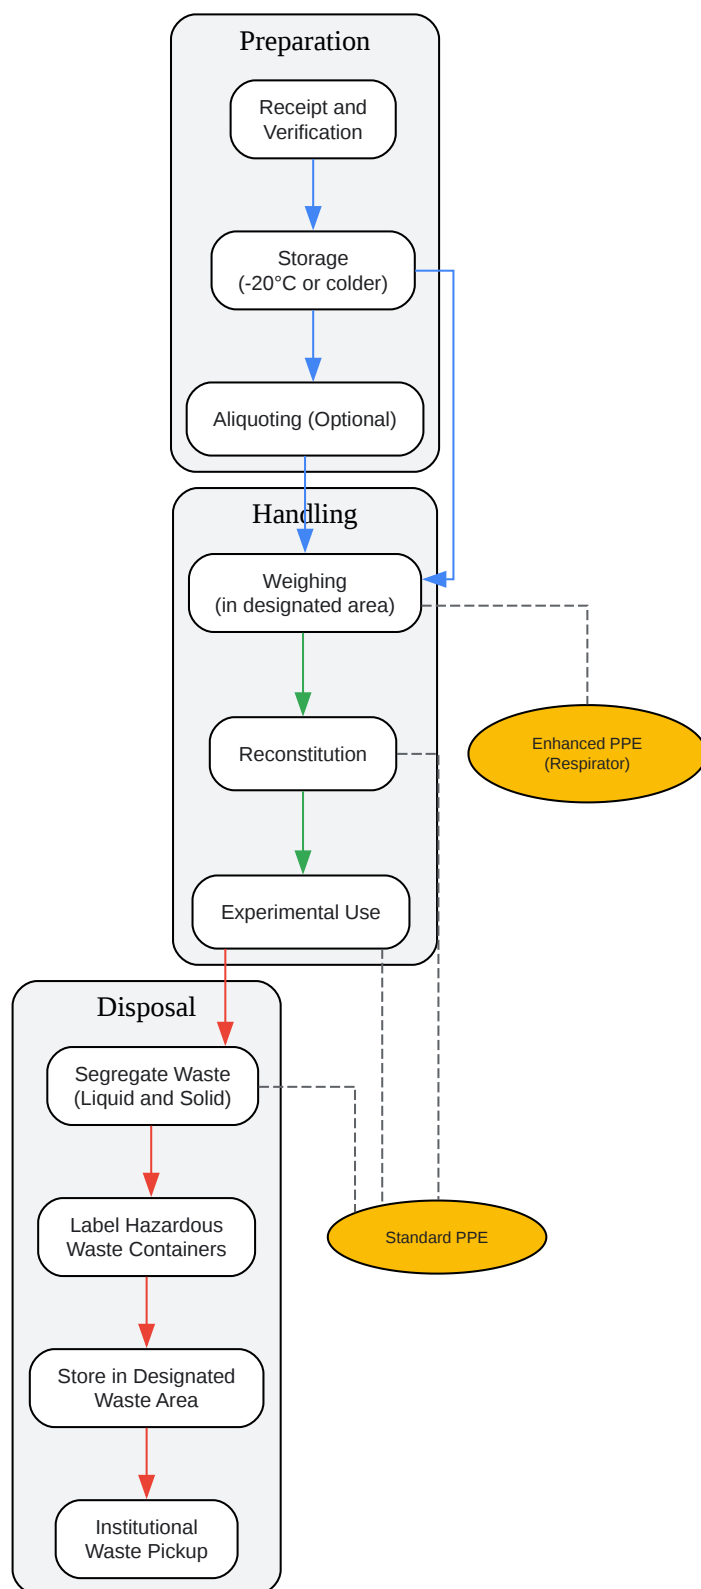 Preparation
Receipt and
Verification
Storage
(-20°C or colder)
Aliquoting (Optional)
Handling
Weighing
(in designated area)
Reconstitution
Enhanced PPE
(Respirator)
Experimental Use
Disposal
Segregate Waste
(Liquid and Solid)
Label Hazardous
Waste Containers
Standard PPE
Store in Designated
Waste Area
Institutional
Waste Pickup